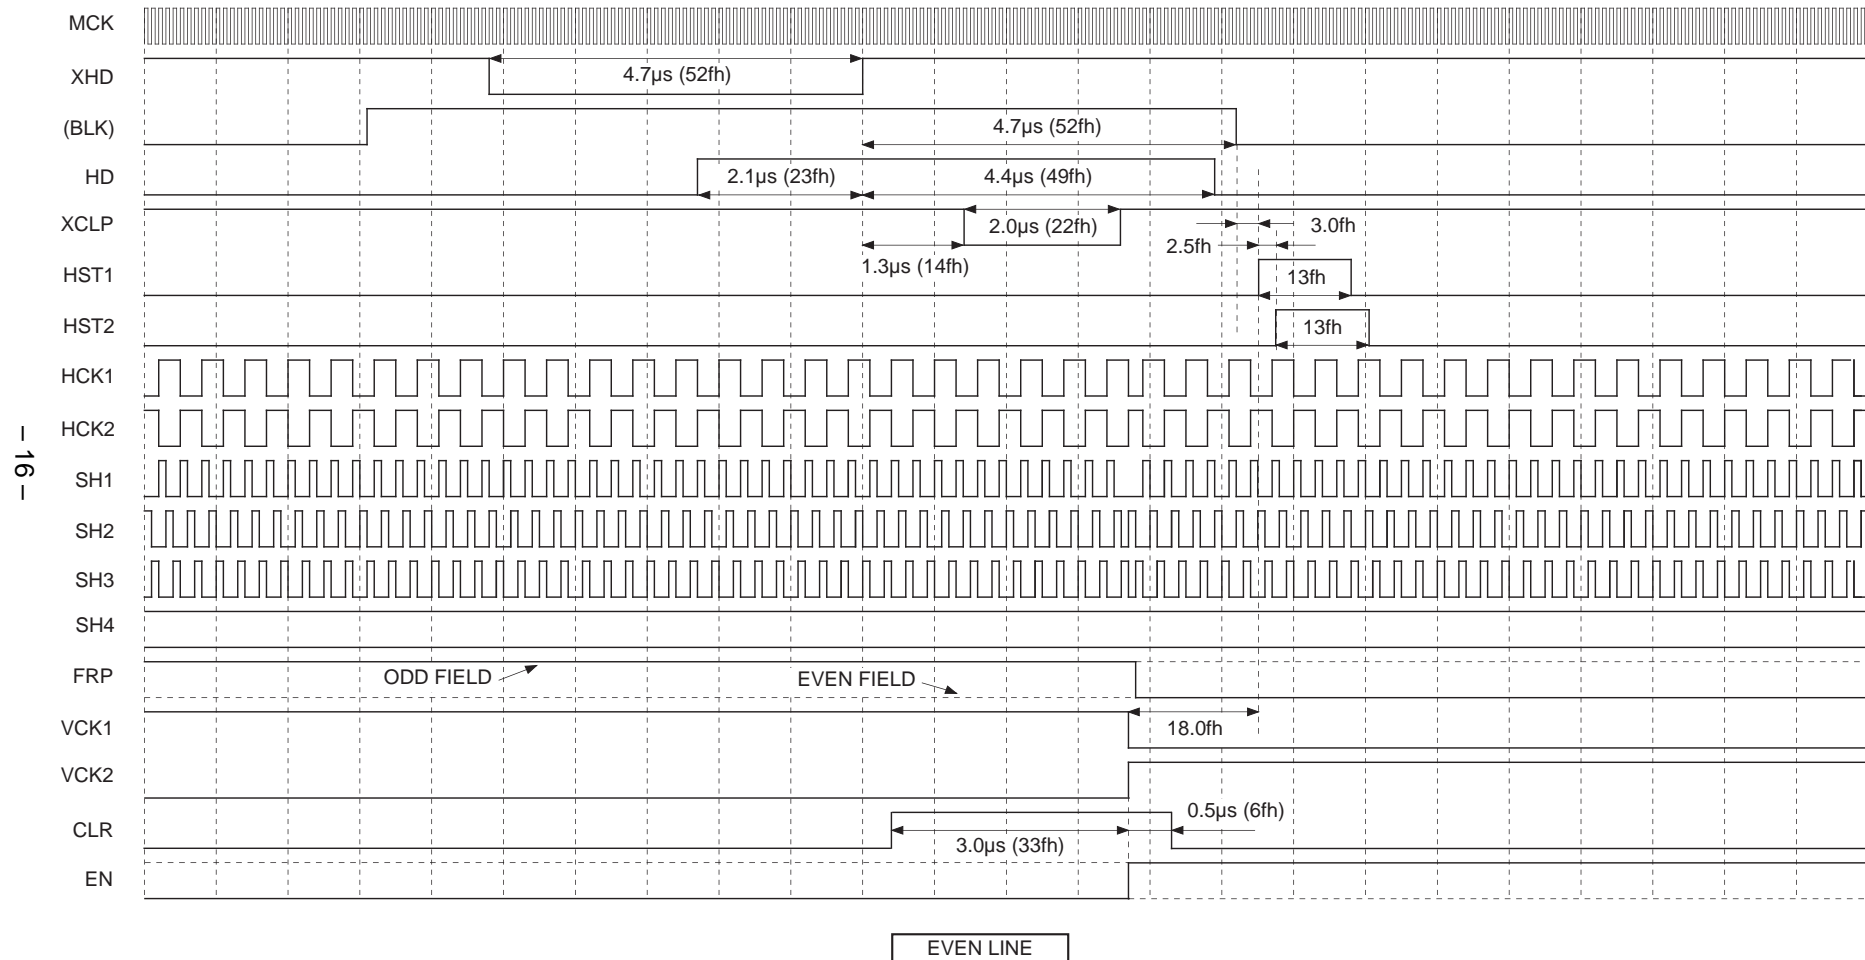 MCK
XHD
4.7µs (52fh)
(BLK)
4.7µs (52fh)
HD
2.1µs (23fh)
4.4µs (49fh)
XCLP
2.0µs (22fh)
3.0fh
2.5fh
1.3µs (14fh)
HST1
13fh
HST2
13fh
HCK1
HCK2
– 16 –
SH1
SH2
SH3
SH4
FRP
ODD FIELD
EVEN FIELD
VCK1
18.0fh
VCK2
CLR
0.5µs (6fh)
3.0µs (33fh)
EN
EVEN LINE